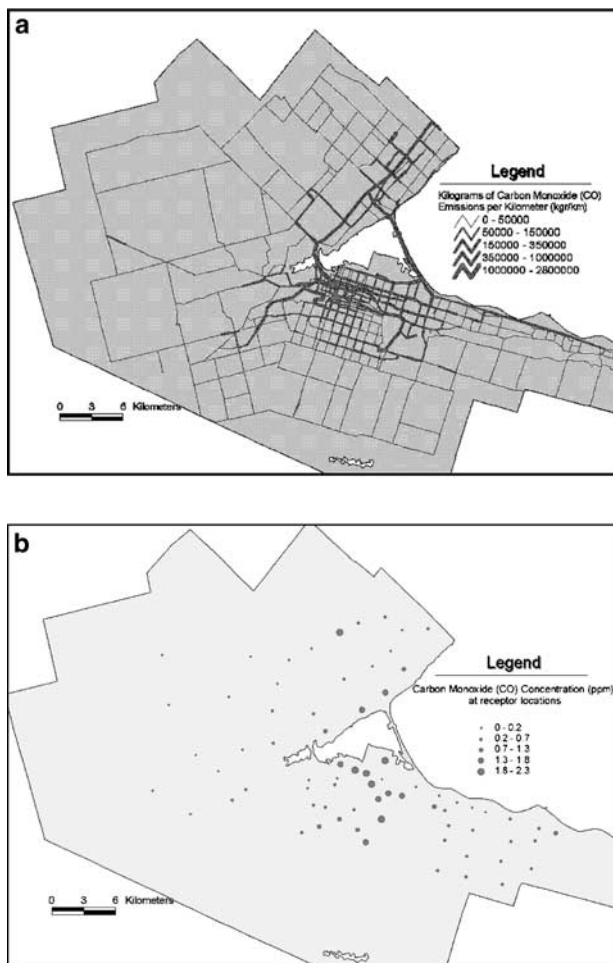 a
Legend
Kilograms of Carbon Monoxide (CO)
Emissions per Kilometer (kgr/km)
0 - 50000
50000 - 150000
150000 - 350000
350000 - 1000000
1000000 - 2800000
0 3 6 Kilometers
b
Legend
Carbon Monoxide (CO) Concentration (ppm)
at receptor locations
0 - 0.2
0.2 - 0.7
0.7 - 1.3
1.3 - 1.8
1.8 - 2.3
0 3 6 Kilometers